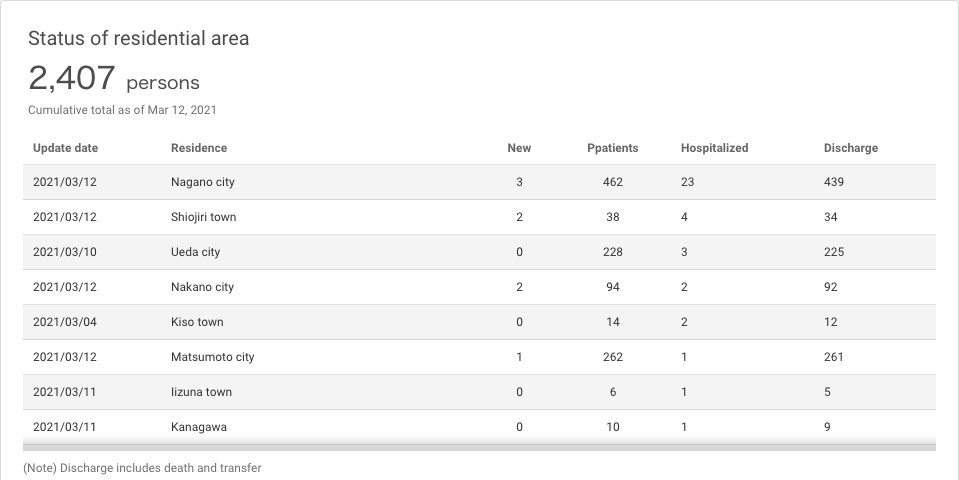 Status of residential area
2,407 persons
Cumulative total as of Mar 12, 2021
Update date Residence New Ppatients Hospitalized Discharge
2021/03/12 Nagano city 3 462 23 439
2021/03/12 Shiojiri town 2 38 4 34
2021/03/10 Ueda city 0 228 3 225
2021/03/12 Nakano city 2 94 2 92
2021/03/04 Kiso town 0 14 2 12
2021/03/12 Matsumoto city 1 262 1 261
2021/03/11 Iizuna town 0 6 1 5
2021/03/11 Kanagawa 0 10 1 9
(Note) Discharge includes death and transfer